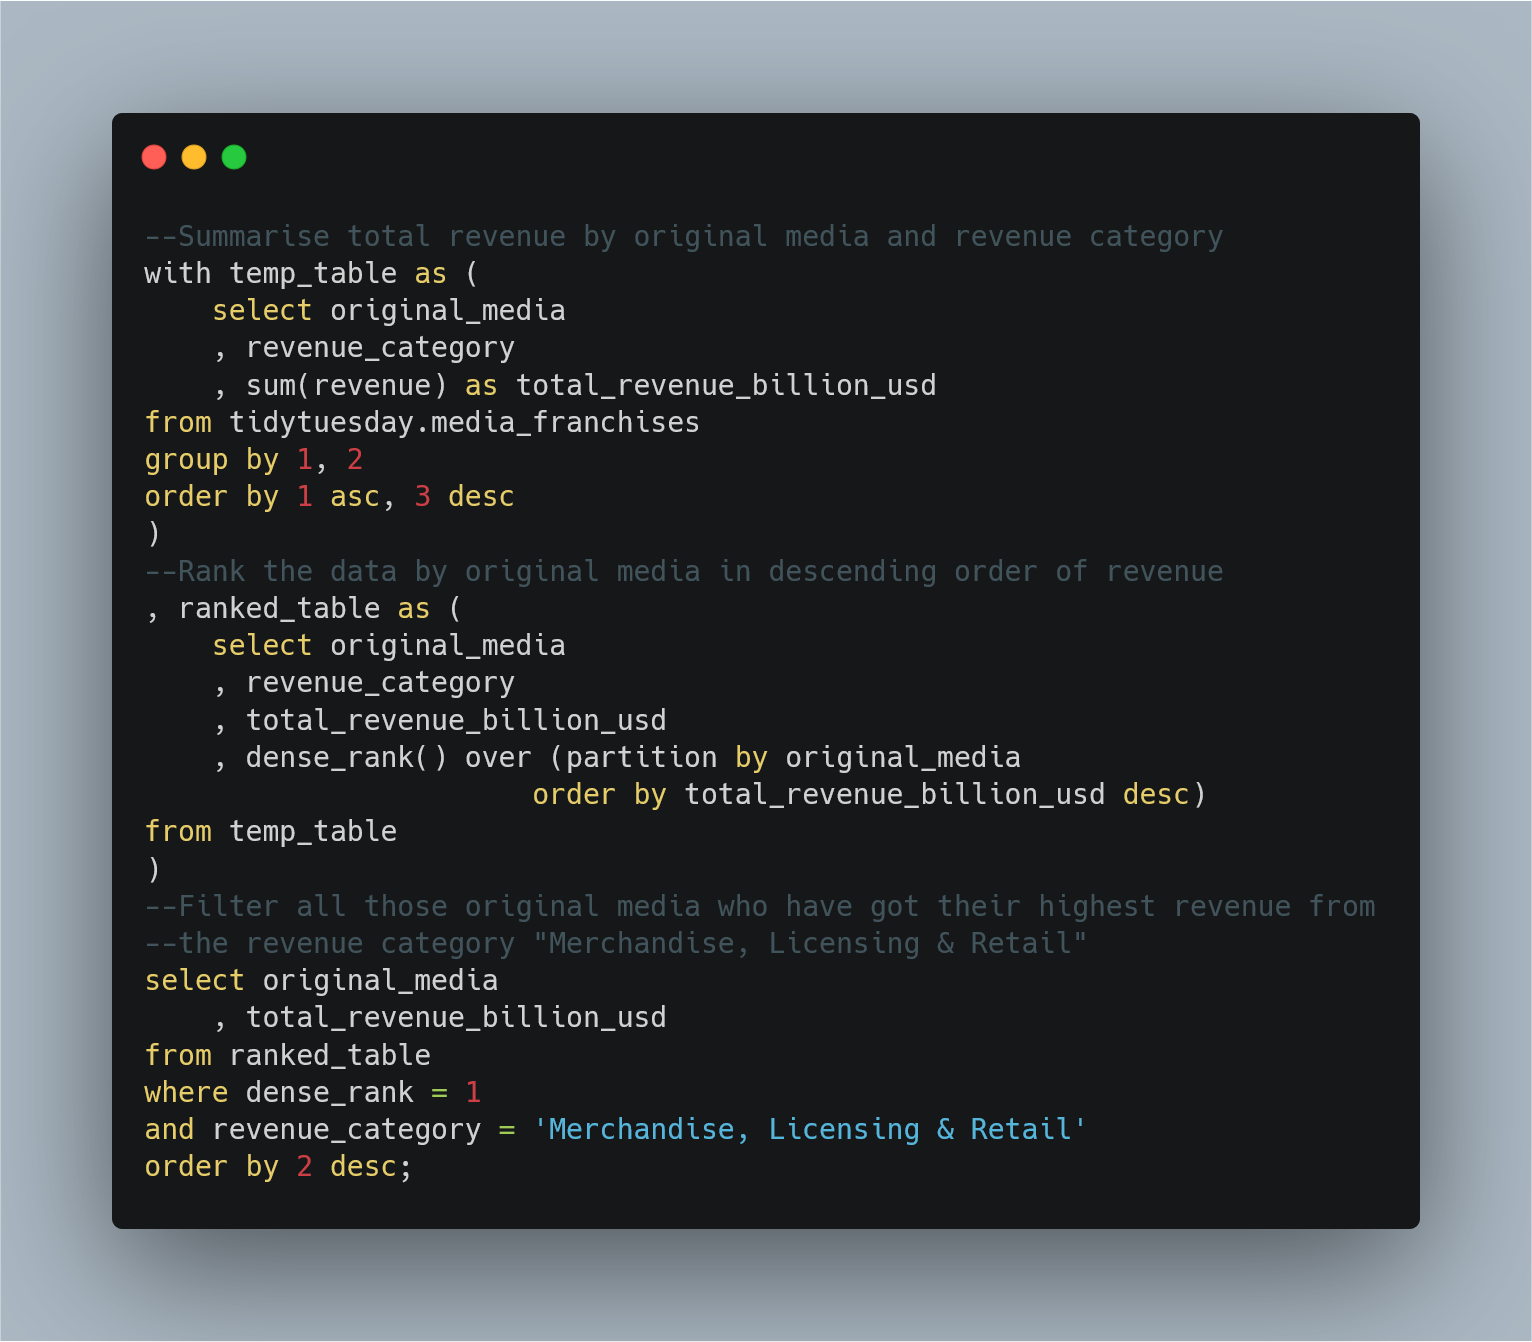 --Summarise total revenue by original media and revenue category
with temp_table as (
    select original_media
    , revenue_category
    , sum(revenue) as total_revenue_billion_usd
from tidytuesday.media_franchises
group by 1, 2
order by 1 asc, 3 desc
)
--Rank the data by original media in descending order of revenue
, ranked_table as (
    select original_media
    , revenue_category
    , total_revenue_billion_usd
    , dense_rank() over (partition by original_media
                       order by total_revenue_billion_usd desc)
from temp_table
)
--Filter all those original media who have got their highest revenue from
--the revenue category "Merchandise, Licensing & Retail"
select original_media
    , total_revenue_billion_usd
from ranked_table
where dense_rank = 1
and revenue_category = 'Merchandise, Licensing & Retail'
order by 2 desc;